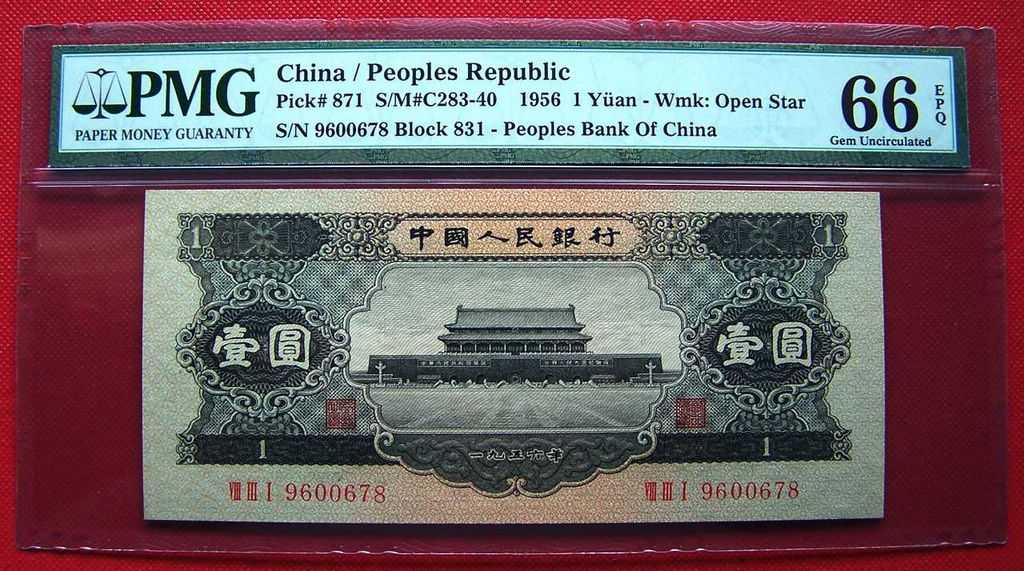 PMG
PAPER MONEY GUARANTY
China / Peoples Republic
Pick# 871 S/M#C283-40 1956 1 Yüan - Wmk: Open Star
S/N 9600678 Block 831 - Peoples Bank Of China
66 EPQ
Gem Uncirculated
1 中國人民銀行 1
壹圓 壹圓
1 1
一九五六年
VIII III I 9600678 VIII III I 9600678